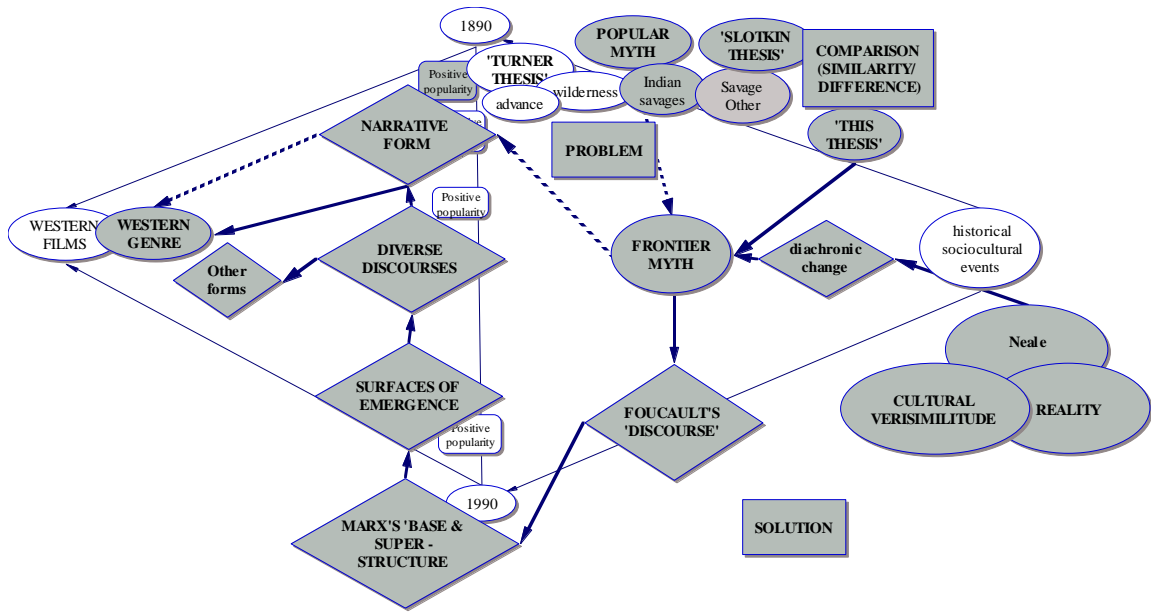 1890
POPULAR
MYTH
'SLOTKIN
THESIS'
COMPARISON
(SIMILARITY/
DIFFERENCE)
'TURNER
THESIS'
Positive
popularity
advance
wilderness
Indian
savages
Savage
Other
NARRATIVE
FORM
PROBLEM
'THIS
THESIS'
Positive
popularity
WESTERN
FILMS
WESTERN
GENRE
DIVERSE
DISCOURSES
Other
forms
FRONTIER
MYTH
diachronic
change
historical
sociocultural
events
Neale
CULTURAL
VERISIMILITUDE
REALITY
SURFACES OF
EMERGENCE
FOUCAULT'S
'DISCOURSE'
Positive
popularity
1990
MARX'S 'BASE &
SUPER -
STRUCTURE
SOLUTION